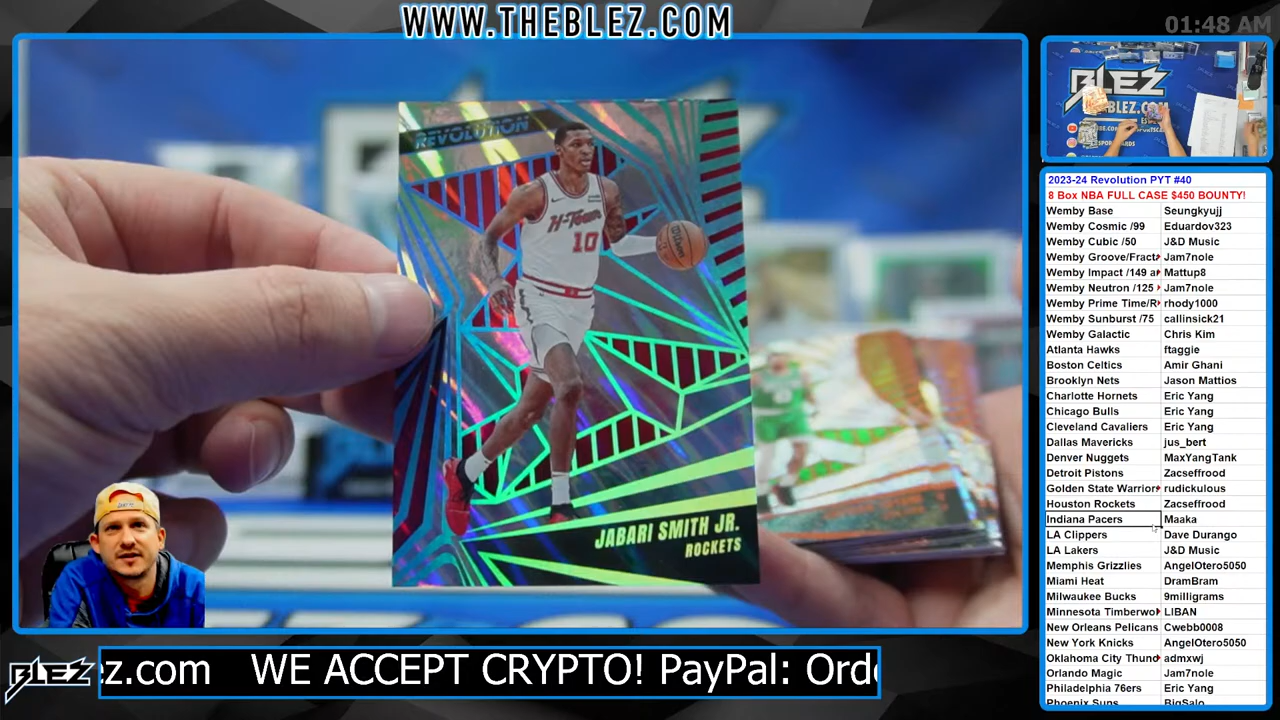 WWW.THEBLEZ.COM
01:48 AM
REVOLUTION
H-Town
10
JABARI SMITH JR.
ROCKETS
BLEZ
2023-24 Revolution PYT #40
8 Box NBA FULL CASE $450 BOUNTY!
Wemby Base Seungkyujj
Wemby Cosmic /99 Eduardov323
Wemby Cubic /50 J&D Music
Wemby Groove/Fract Jam7nole
Wemby Impact /149 a Mattup8
Wemby Neutron /125 Jam7nole
Wemby Prime Time/R rhody1000
Wemby Sunburst /75 callinsick21
Wemby Galactic Chris Kim
Atlanta Hawks ftaggie
Boston Celtics Amir Ghani
Brooklyn Nets Jason Mattios
Charlotte Hornets Eric Yang
Chicago Bulls Eric Yang
Cleveland Cavaliers Eric Yang
Dallas Mavericks jus_bert
Denver Nuggets MaxYangTank
Detroit Pistons Zacseffrood
Golden State Warrior rudickulous
Houston Rockets Zacseffrood
Indiana Pacers Maaka
LA Clippers Dave Durango
LA Lakers J&D Music
Memphis Grizzlies AngelOtero5050
Miami Heat DramBram
Milwaukee Bucks 9milligrams
Minnesota Timberwo LIBAN
New Orleans Pelicans Cwebb0008
New York Knicks AngelOtero5050
Oklahoma City Thund admxwj
Orlando Magic Jam7nole
Philadelphia 76ers Eric Yang
Phoenix Suns BigSalo
BLEZ
ez.com WE ACCEPT CRYPTO! PayPal: Orde